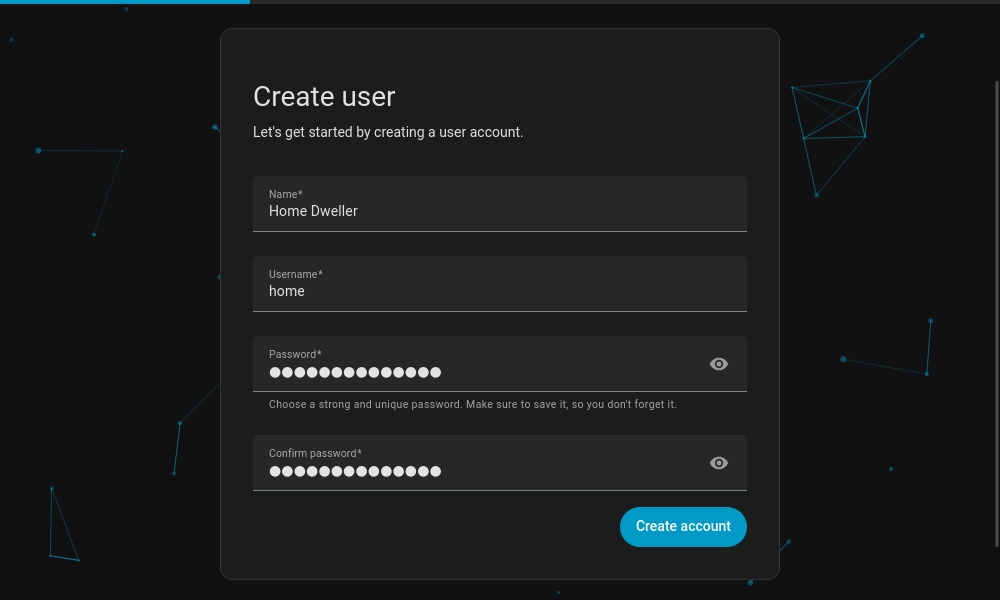 Create user
Let's get started by creating a user account.
Name*
Home Dweller
Username*
home
Password*
●●●●●●●●●●●●●●
Choose a strong and unique password. Make sure to save it, so you don't forget it.
Confirm password*
●●●●●●●●●●●●●●
Create account